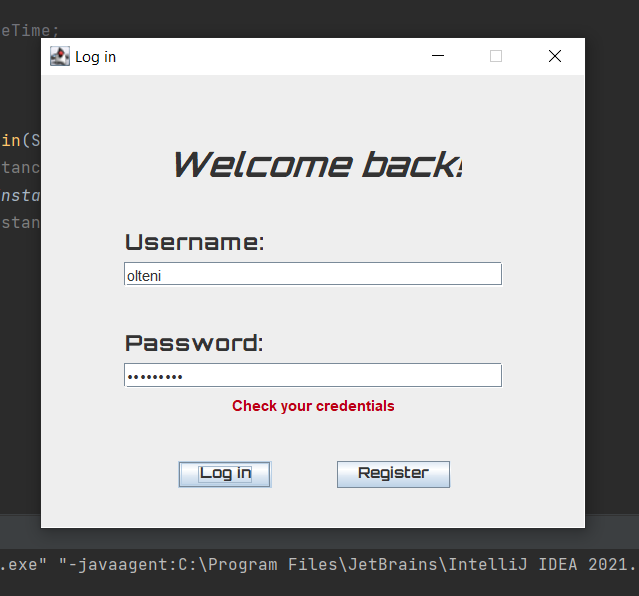 eTime;
Log in
in(S
tanc
nsta
stan
Welcome back!
Username:
olteni
Password:
•••••••••
Check your credentials
Log in Register
.exe" "-javaagent:C:\Program Files\JetBrains\IntelliJ IDEA 2021.